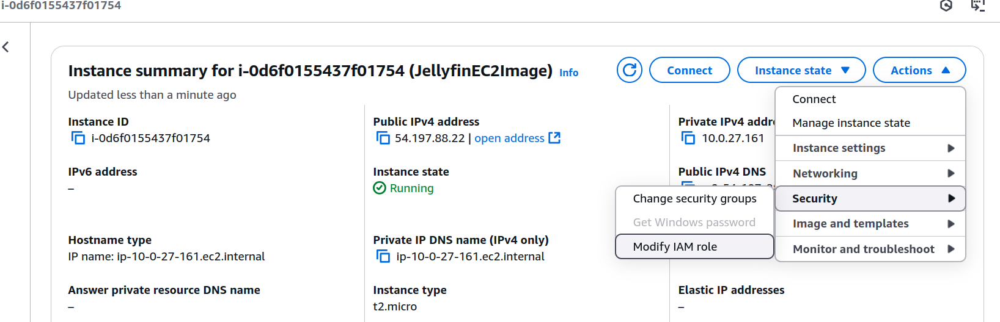 i-0d6f0155437f01754
Instance summary for i-0d6f0155437f01754 (JellyfinEC2Image) Info
Connect
Instance state
Actions
Updated less than a minute ago
Connect
Manage instance state
Instance settings
Networking
Security
Image and templates
Monitor and troubleshoot
Change security groups
Get Windows password
Modify IAM role
Instance ID
i-0d6f0155437f01754
Public IPv4 address
54.197.88.22 | open address
Private IPv4 addre
10.0.27.161
IPv6 address
–
Instance state
Running
Public IPv4 DNS
Hostname type
IP name: ip-10-0-27-161.ec2.internal
Private IP DNS name (IPv4 only)
ip-10-0-27-161.ec2.internal
Answer private resource DNS name
–
Instance type
t2.micro
Elastic IP addresses
–